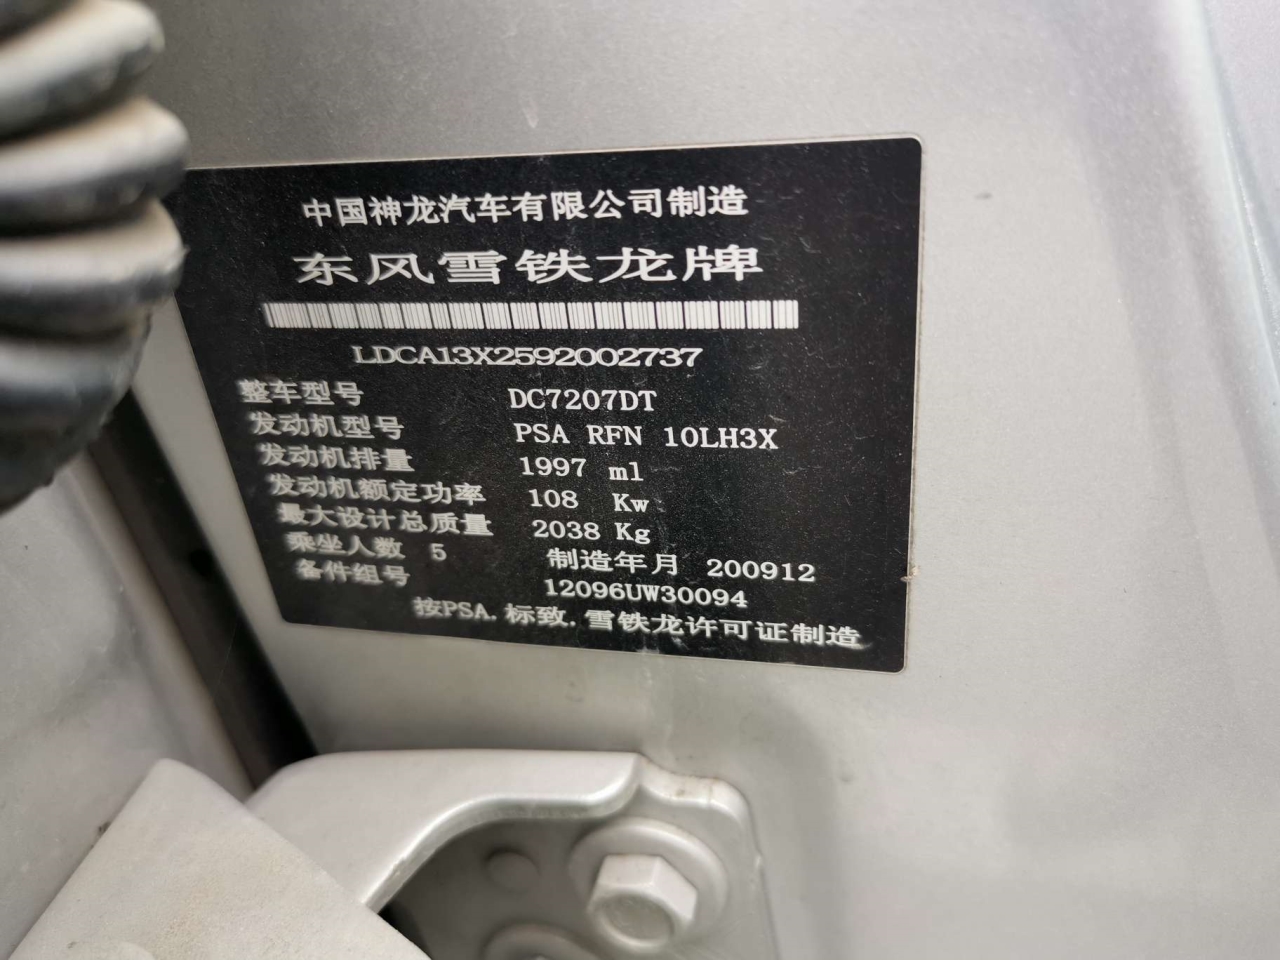 中国神龙汽车有限公司制造
东风雪铁龙牌
LDCA13X2592002737
整车型号 DC7207DT
发动机型号 PSA RFN 10LH3X
发动机排量 1997 ml
发动机额定功率 108 Kw
最大设计总质量 2038 Kg
乘坐人数 5 制造年月 200912
备件组号 12096UW30094
按PSA.标致.雪铁龙许可证制造